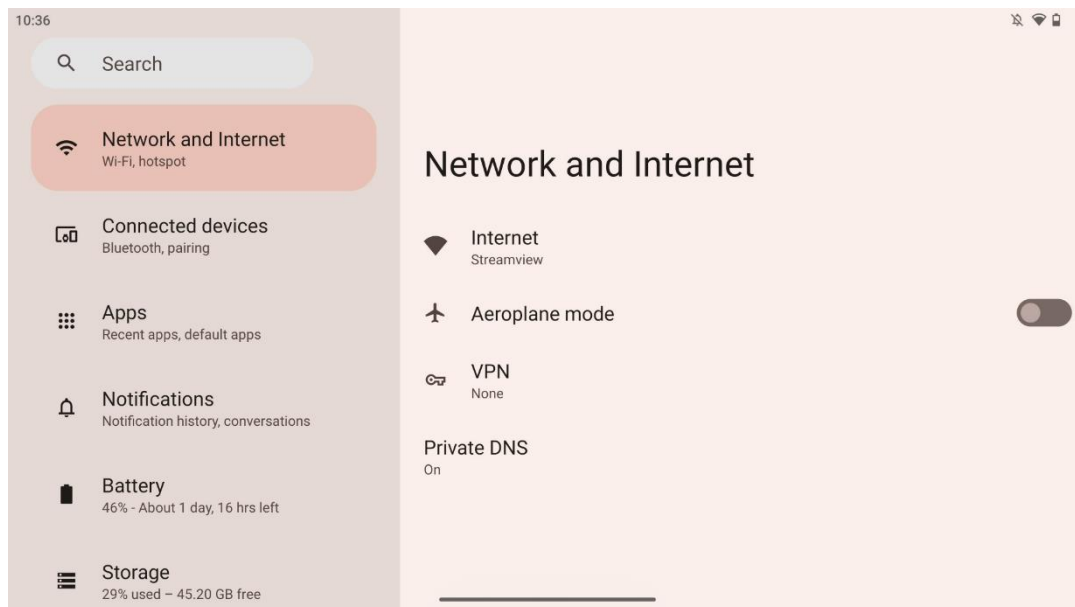 10:36
Search
Network and Internet
Wi-Fi, hotspot
Connected devices
Bluetooth, pairing
Apps
Recent apps, default apps
Notifications
Notification history, conversations
Battery
46% - About 1 day, 16 hrs left
Storage
29% used – 45.20 GB free
Network and Internet
Internet
Streamview
Aeroplane mode
VPN
None
Private DNS
On